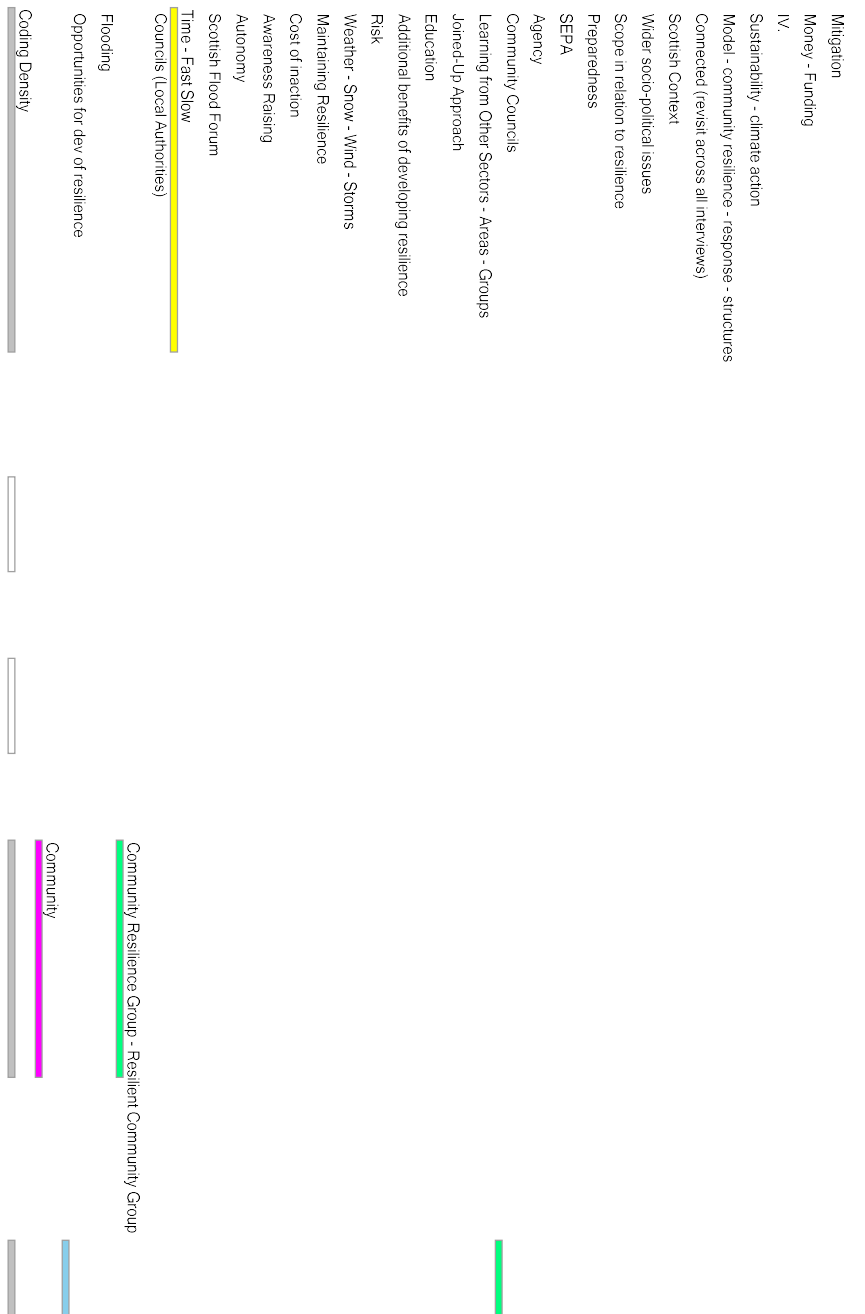 Mitigation
Money - Funding
IV.
Sustainability - climate action
Model - community resilience - response - structures
Connected (revisit across all interviews)
Scottish Context
Wider socio-political issues
Scope in relation to resilience
Preparedness
SEPA
Agency
Community Councils
Learning from Other Sectors - Areas - Groups
Joined-Up Approach
Education
Additional benefits of developing resilience
Risk
Weather - Snow - Wind - Storms
Maintaining Resilience
Cost of inaction
Awareness Raising
Autonomy
Scottish Flood Forum
Time - Fast Slow
Councils (Local Authorities)
Community Resilience Group - Resilient Community Group
Flooding
Opportunities for dev of resilience
Community
Coding Density